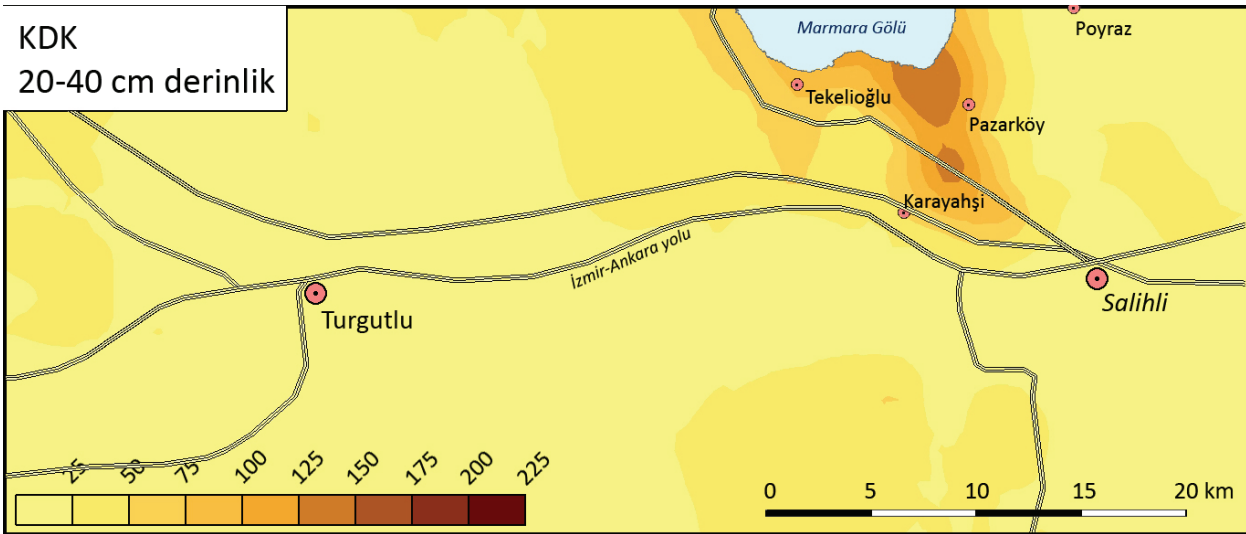 KDK
20-40 cm derinlik
Marmara Gölü
Poyraz
Tekelioğlu
Pazarköy
Karayahşi
İzmir-Ankara yolu
Salihli
Turgutlu
25 50 75 100 125 150 175 200 225
0 5 10 15 20 km